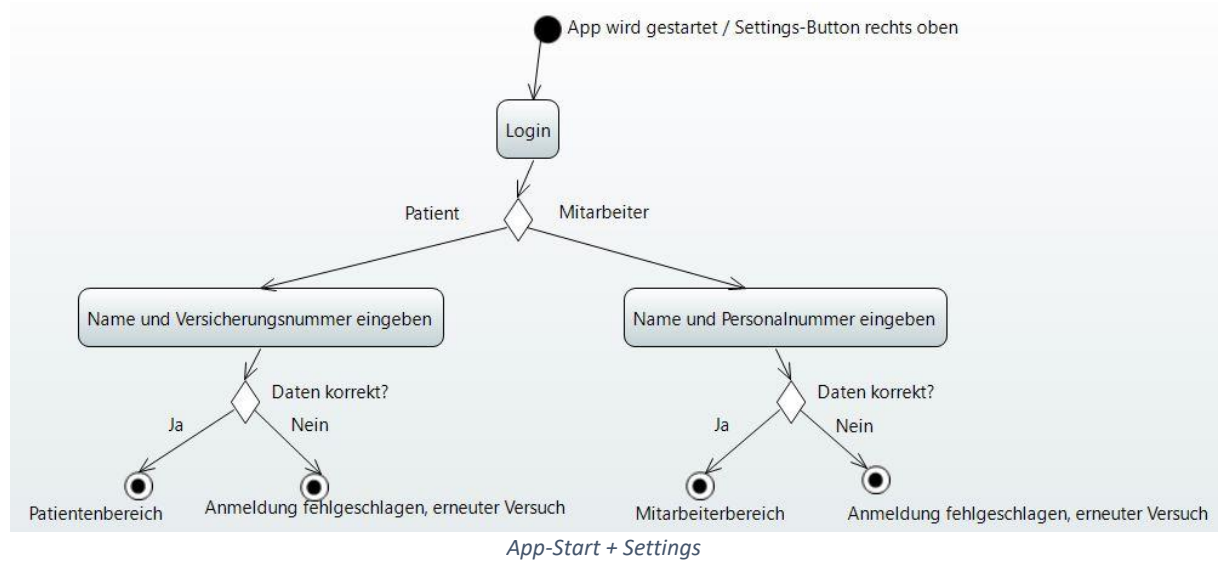 App wird gestartet / Settings-Button rechts oben
Login
Patient
Mitarbeiter
Name und Versicherungsnummer eingeben
Name und Personalnummer eingeben
Daten korrekt?
Daten korrekt?
Ja
Nein
Ja
Nein
Patientenbereich
Anmeldung fehlgeschlagen, erneuter Versuch
Mitarbeiterbereich
Anmeldung fehlgeschlagen, erneuter Versuch
App-Start + Settings